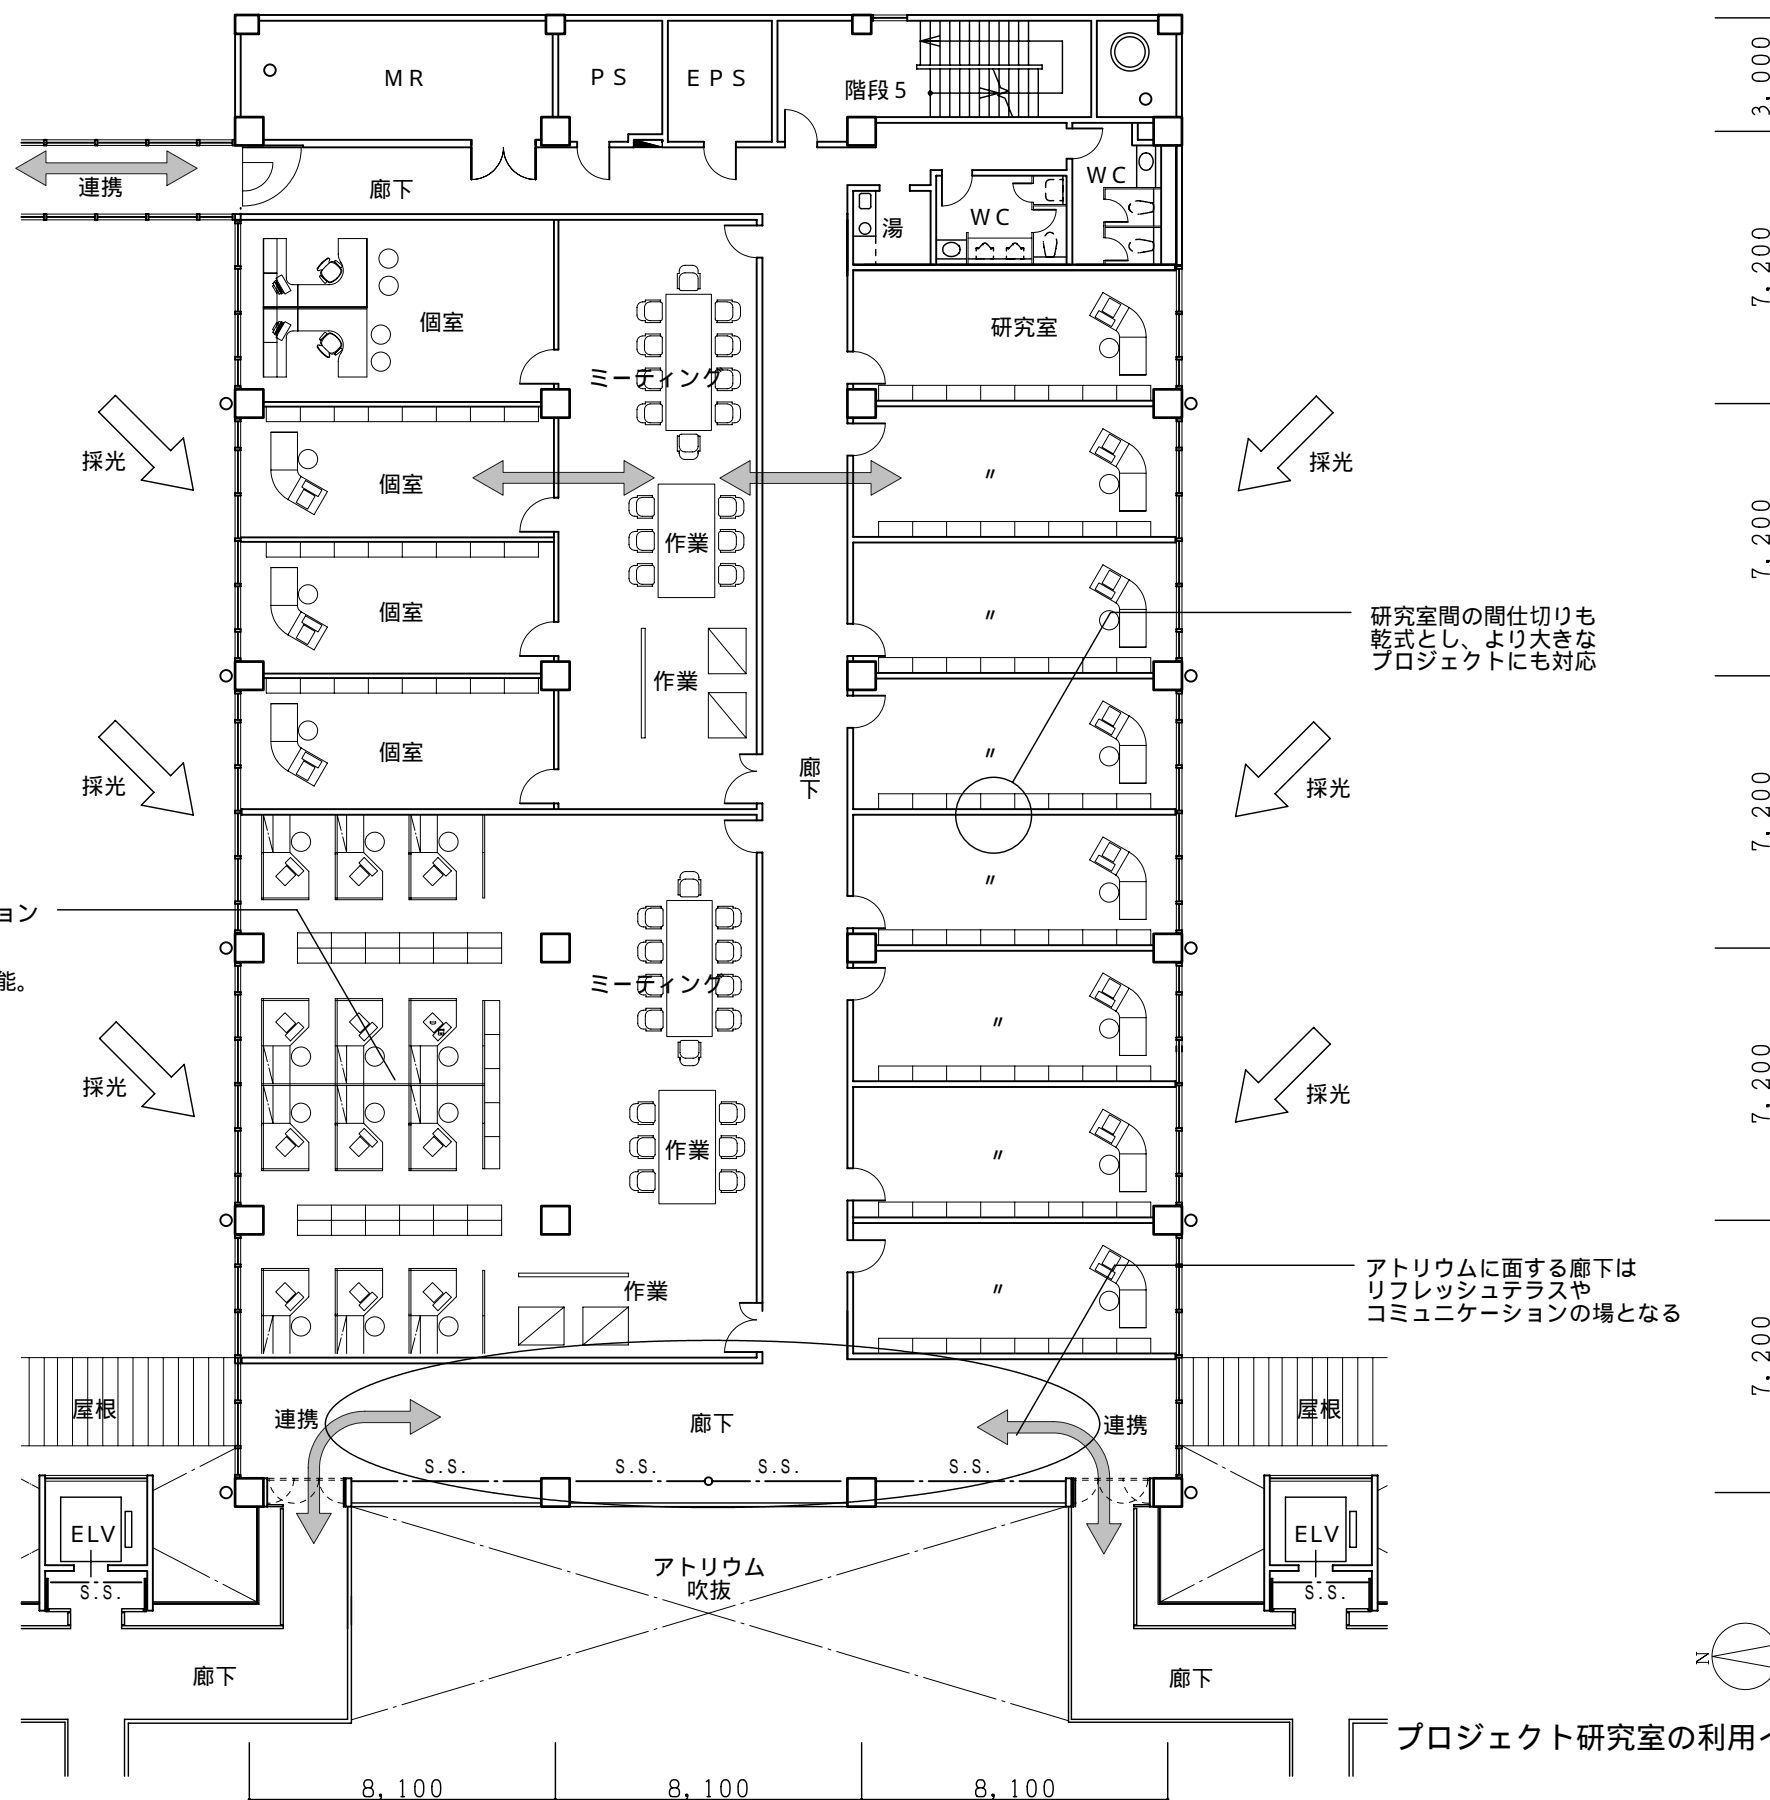 MR
PS
EPS
階段5
3,000
連携
廊下
WC
WC
湯
7,200
個室
研究室
ミーティング
採光
個室
〃
採光
作業
7,200
個室
〃
研究室間の間仕切りも
乾式とし、より大きな
プロジェクトにも対応
作業
個室
〃
廊下
採光
採光
7,200
〃
ョン
能。
ミーティング
〃
採光
採光
7,200
作業
〃
作業
〃
アトリウムに面する廊下は
リフレッシュテラスや
コミュニケーションの場となる
7,200
屋根
連携
廊下
連携
屋根
S.S.
S.S.
S.S.
S.S.
ELV
S.S.
アトリウム
吹抜
ELV
S.S.
廊下
廊下
N
プロジェクト研究室の利用
8,100
8,100
8,100